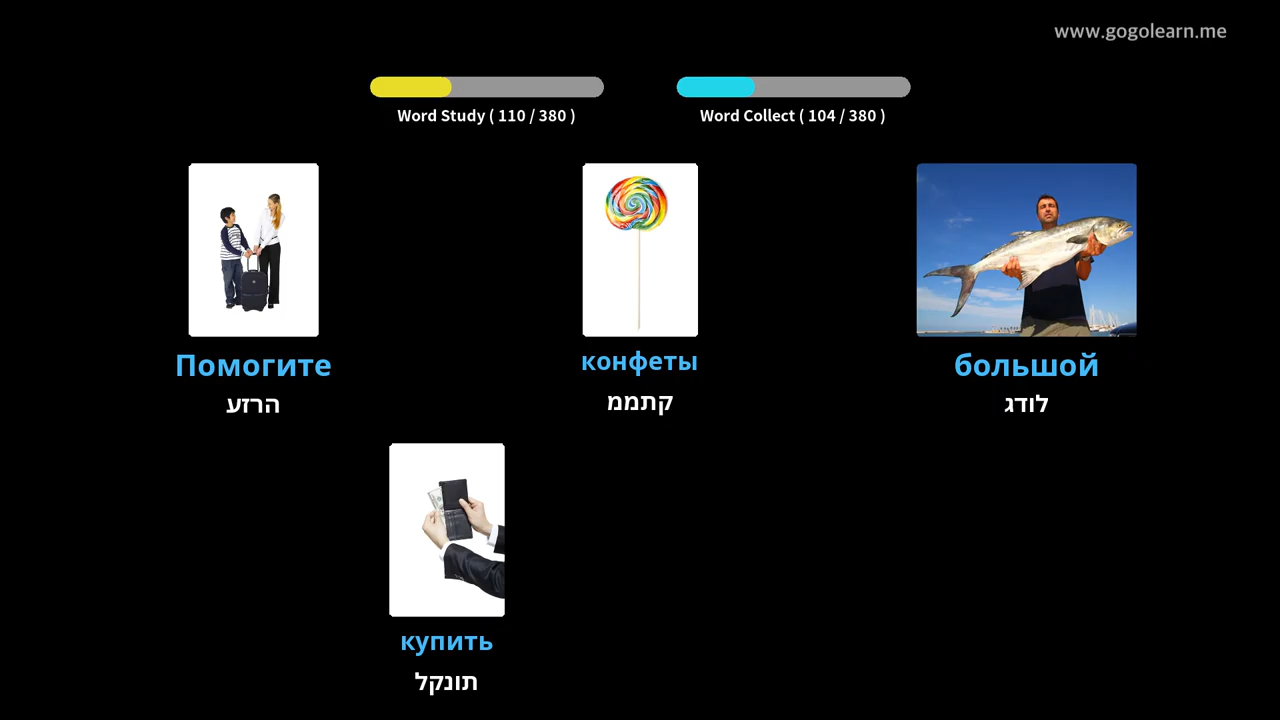 www.gogolearn.me
Word Study ( 110 / 380 )
Word Collect ( 104 / 380 )
Помогите
הרזע
конфеты
קתממ
большой
לודג
купить
תונקל